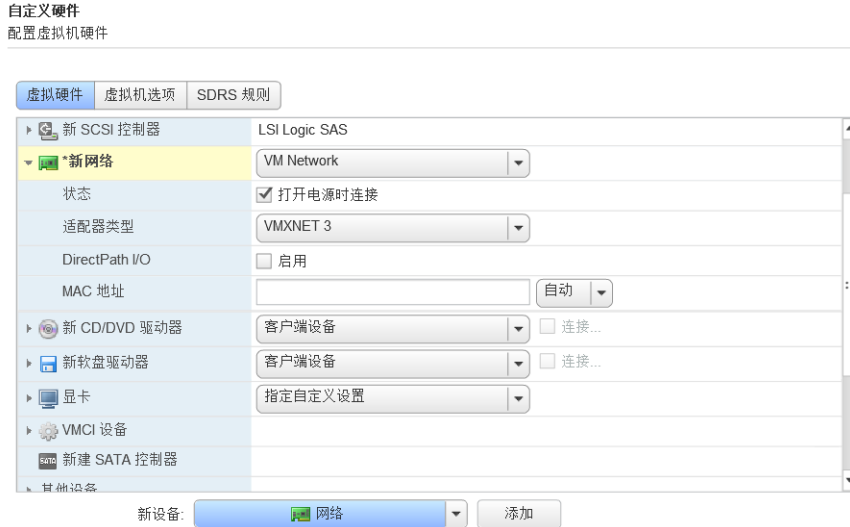 自定义硬件
配置虚拟机硬件
虚拟硬件 虚拟机选项 SDRS 规则
新 SCSI 控制器 LSI Logic SAS
*新网络 VM Network
状态 打开电源时连接
适配器类型 VMXNET 3
DirectPath I/O 启用
MAC 地址 自动
新 CD/DVD 驱动器 客户端设备 连接...
新软盘驱动器 客户端设备 连接...
显卡 指定自定义设置
VMCI 设备
SATA 新建 SATA 控制器
其他设备
新设备: 网络 添加